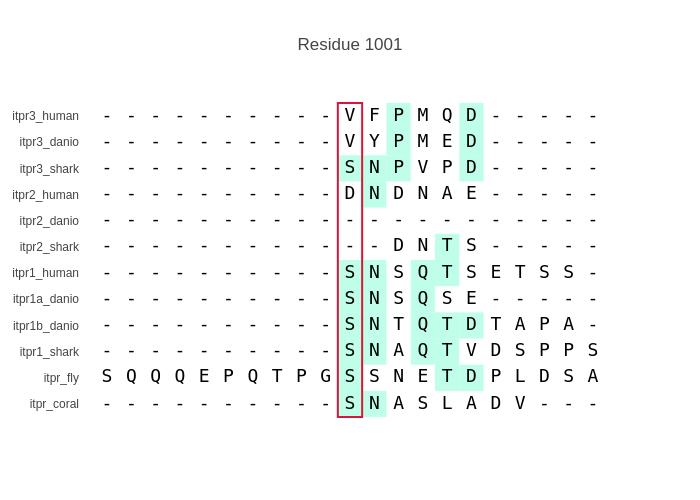 Residue 1001
itpr3_human - - - - - - - - - - V F P M Q D - - - - -
itpr3_danio - - - - - - - - - - V Y P M E D - - - - -
itpr3_shark - - - - - - - - - - S N P V P D - - - - -
itpr2_human - - - - - - - - - - D N D N A E - - - - -
itpr2_danio - - - - - - - - - - - - - - - - - - - - -
itpr2_shark - - - - - - - - - - - - D N T S - - - - -
itpr1_human - - - - - - - - - - S N S Q T S E T S S -
itpr1a_danio - - - - - - - - - - S N S Q S E - - - - -
itpr1b_danio - - - - - - - - - - S N T Q T D T A P A -
itpr1_shark - - - - - - - - - - S N A Q T V D S P P S
itpr_fly S Q Q Q E P Q T P G S S N E T D P L D S A
itpr_coral - - - - - - - - - - S N A S L A D V - - -